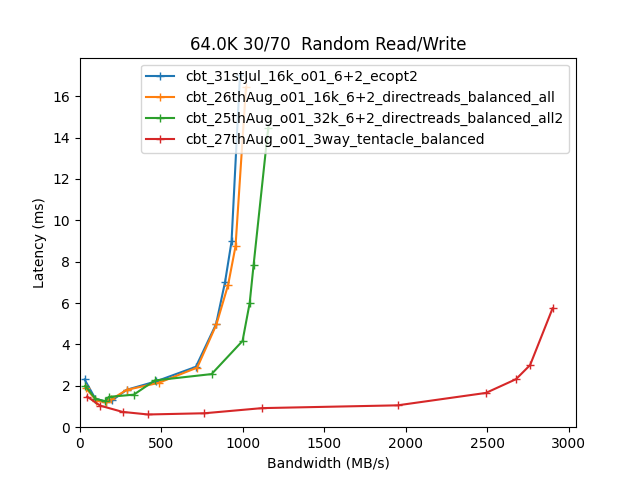 64.0K 30/70  Random Read/Write
cbt_31stJul_16k_o01_6+2_ecopt2
cbt_26thAug_o01_16k_6+2_directreads_balanced_all
cbt_25thAug_o01_32k_6+2_directreads_balanced_all2
cbt_27thAug_o01_3way_tentacle_balanced
16
14
12
10
8
6
4
2
0
Latency (ms)
0 500 1000 1500 2000 2500 3000
Bandwidth (MB/s)